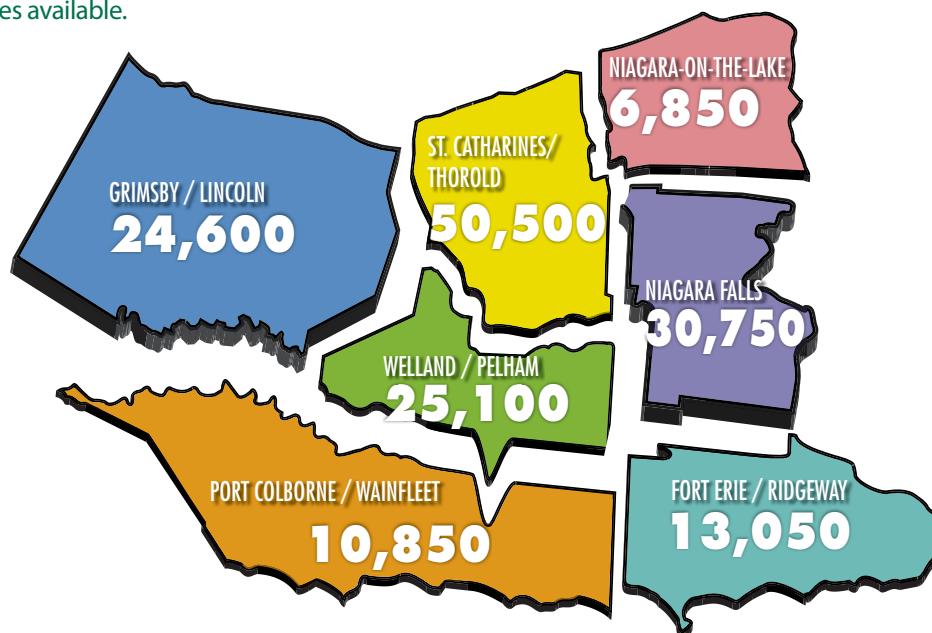 es available.
NIAGARA-ON-THE-LAKE
6,850
ST. CATHARINES/
THOROLD
50,500
GRIMSBY / LINCOLN
24,600
NIAGARA FALLS
30,750
WELLAND / PELHAM
25,100
PORT COLBORNE / WAINFLEET
10,850
FORT ERIE / RIDGEWAY
13,050